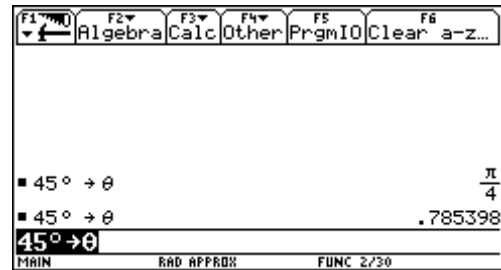 F1 F2▾ F3▾ F4▾ F5 F6
▾ Algebra Calc Other PrgmIO Clear a-z…
▪ 45° → θ π/4
▪ 45° → θ .785398
45°→θ
MAIN RAD APPROX FUNC 2/30